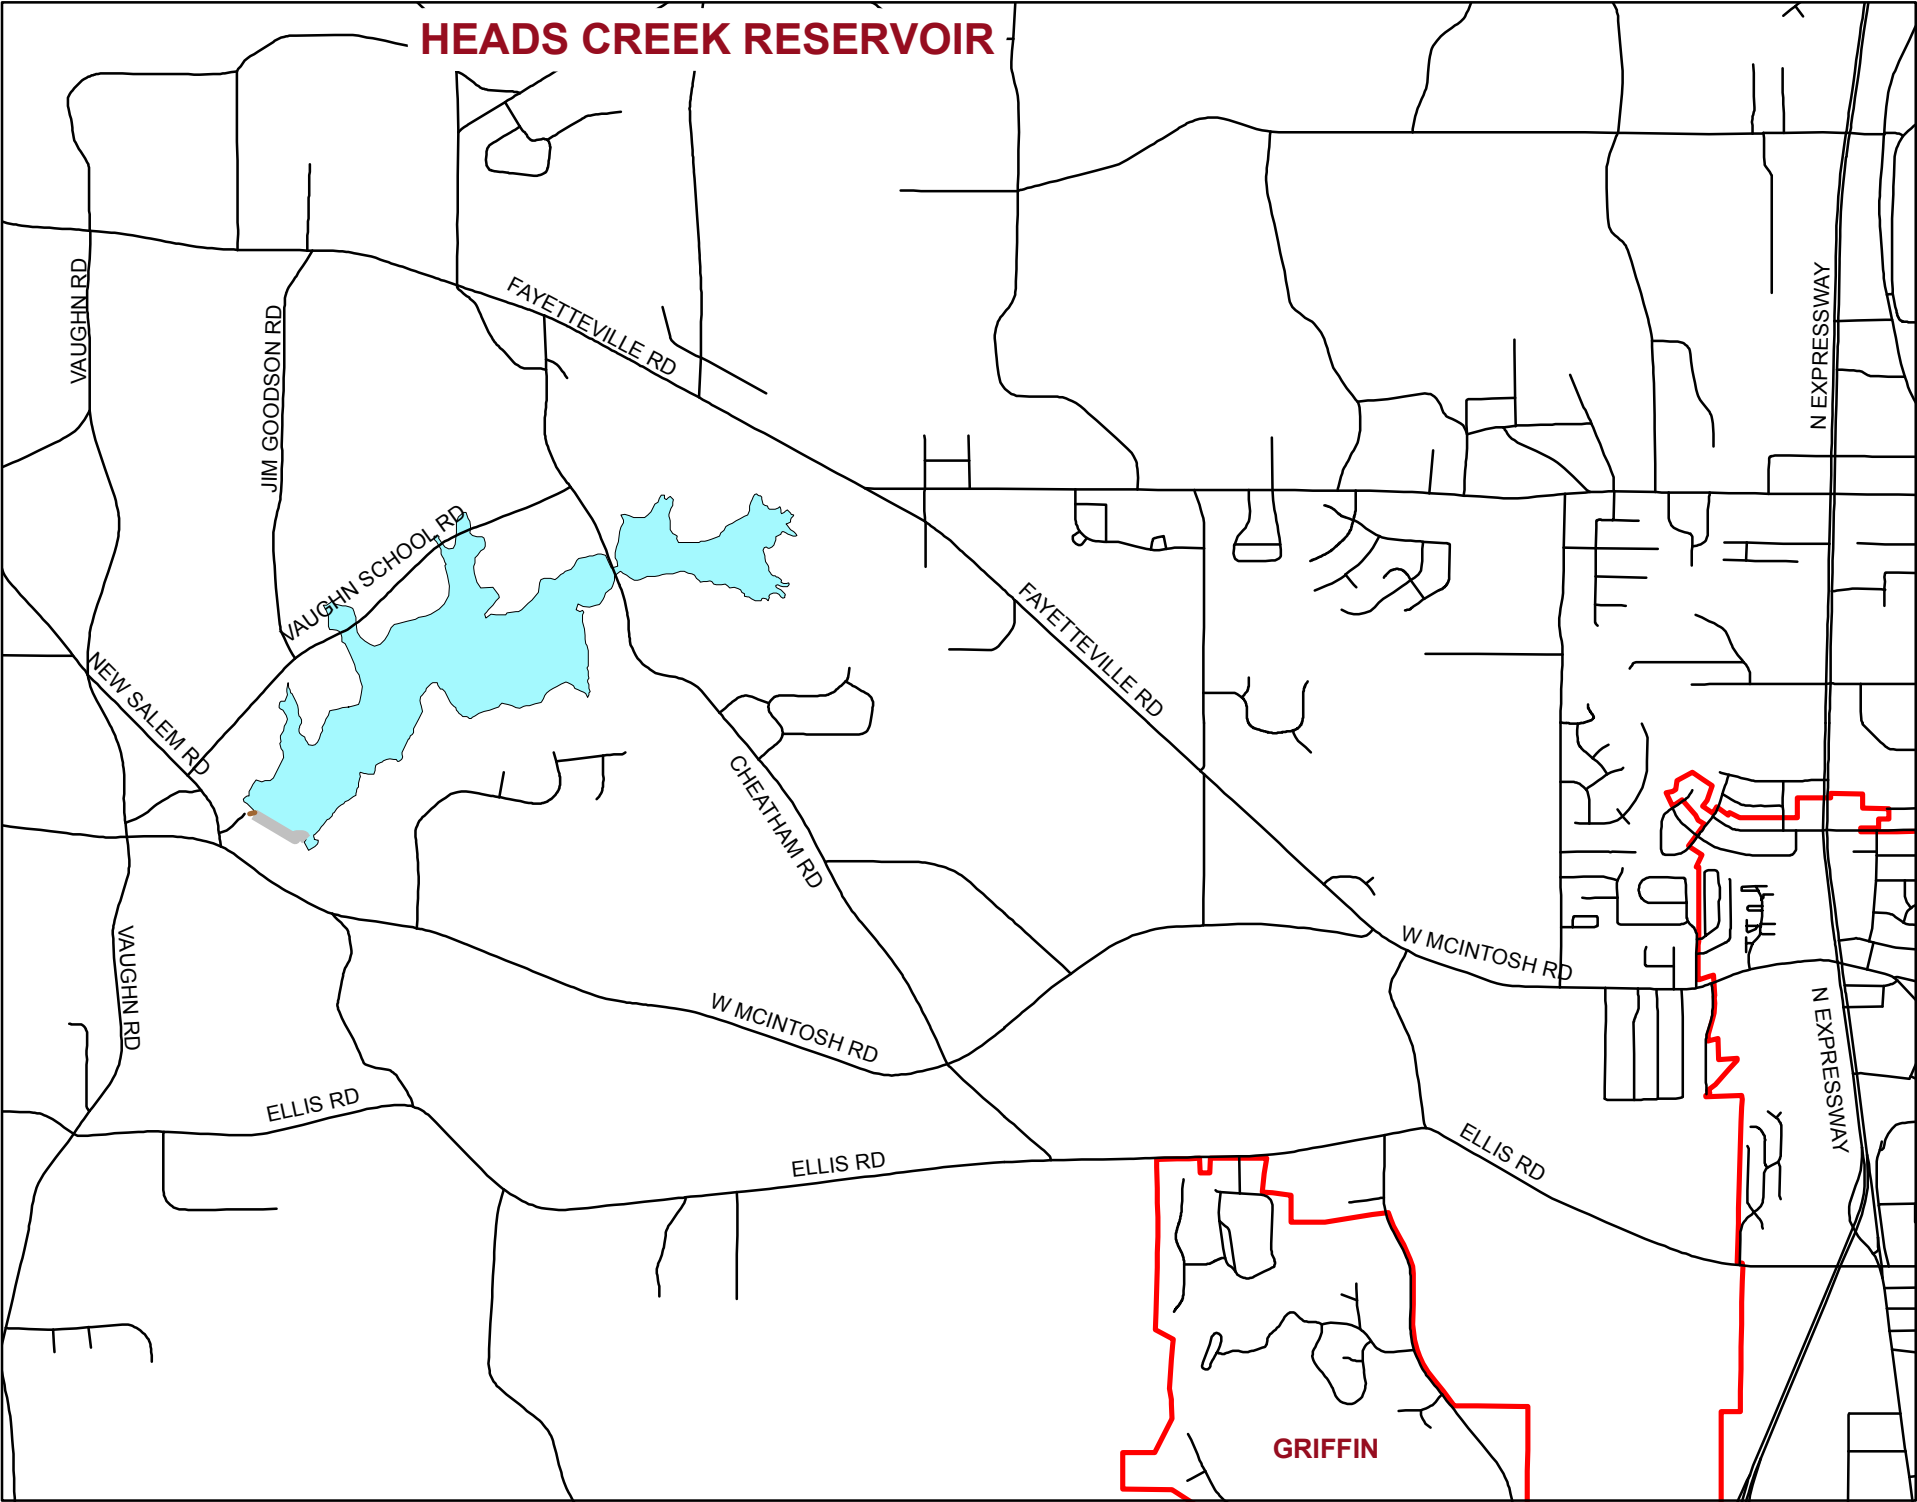 HEADS CREEK RESERVOIR
VAUGHN RD
JIM GOODSON RD
FAYETTEVILLE RD
N EXPRESSWAY
VAUGHN SCHOOL RD
FAYETTEVILLE RD
NEW SALEM RD
CHEATHAM RD
W MCINTOSH RD
VAUGHN RD
W MCINTOSH RD
N EXPRESSWAY
ELLIS RD
ELLIS RD
ELLIS RD
GRIFFIN